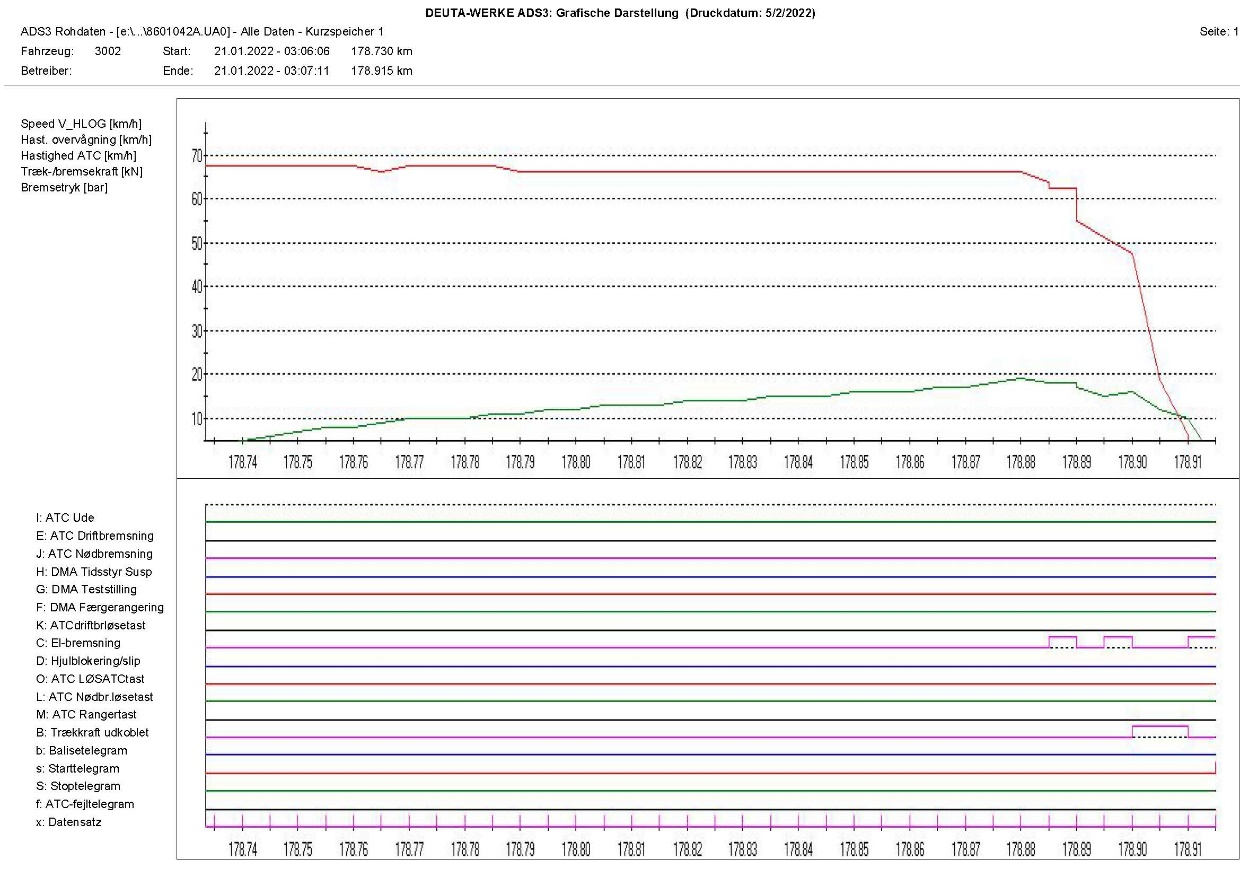 DEUTA-WERKE ADS3: Grafische Darstellung (Druckdatum: 5/2/2022)
ADS3 Rohdaten - [e:\...\8601042A.UA0] - Alle Daten - Kurzspeicher 1 Seite: 1
Fahrzeug: 3002 Start: 21.01.2022 - 03:06:06 178.730 km
Betreiber: Ende: 21.01.2022 - 03:07:11 178.915 km
Speed V_HLOG [km/h]
Hast. overvågning [km/h]
Hastighed ATC [km/h]
Træk-/bremsekraft [kN]
Bremsetryk [bar]
70
60
50
40
30
20
10
178.74 178.75 178.76 178.77 178.78 178.79 178.80 178.81 178.82 178.83 178.84 178.85 178.86 178.87 178.88 178.89 178.90 178.91
I: ATC Ude
E: ATC Driftbremsning
J: ATC Nødbremsning
H: DMA Tidsstyr Susp
G: DMA Teststilling
F: DMA Færgerangering
K: ATCdriftbrløsetast
C: El-bremsning
D: Hjulblokering/slip
O: ATC LØSATCtast
L: ATC Nødbr.løsetast
M: ATC Rangertast
B: Trækkraft udkoblet
b: Balisetelegram
s: Starttelegram
S: Stoptelegram
f: ATC-fejltelegram
x: Datensatz
178.74 178.75 178.76 178.77 178.78 178.79 178.80 178.81 178.82 178.83 178.84 178.85 178.86 178.87 178.88 178.89 178.90 178.91